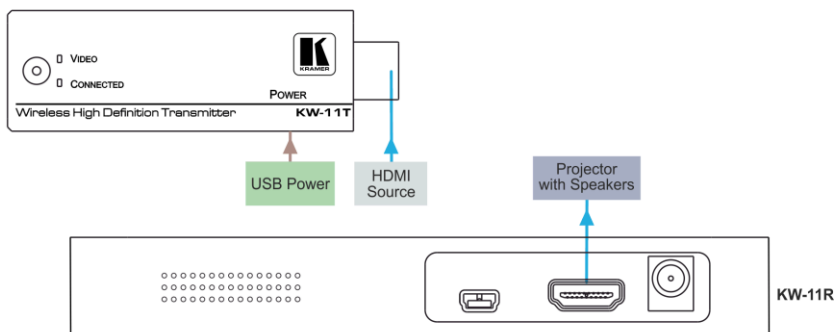 VIDEO
CONNECTED
K
KRAMER
POWER
Wireless High Definition Transmitter KW-11T
USB Power
HDMI
Source
Projector
with Speakers
KW-11R